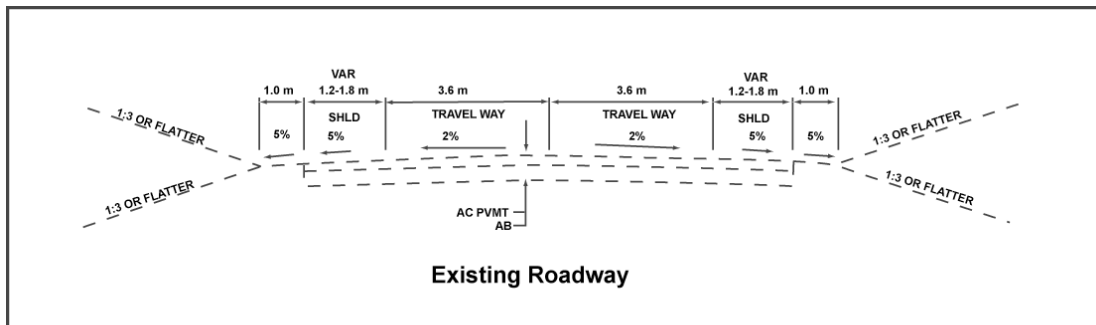 VAR
VAR
1.0 m
1.2-1.8 m
3.6 m
3.6 m
1.2-1.8 m
1.0 m
SHLD
TRAVEL WAY
TRAVEL WAY
SHLD
5%
5%
2%
2%
5%
5%
1:3 OR FLATTER
1:3 OR FLATTER
1:3 OR FLATTER
1:3 OR FLATTER
AC PVMT
AB
Existing Roadway